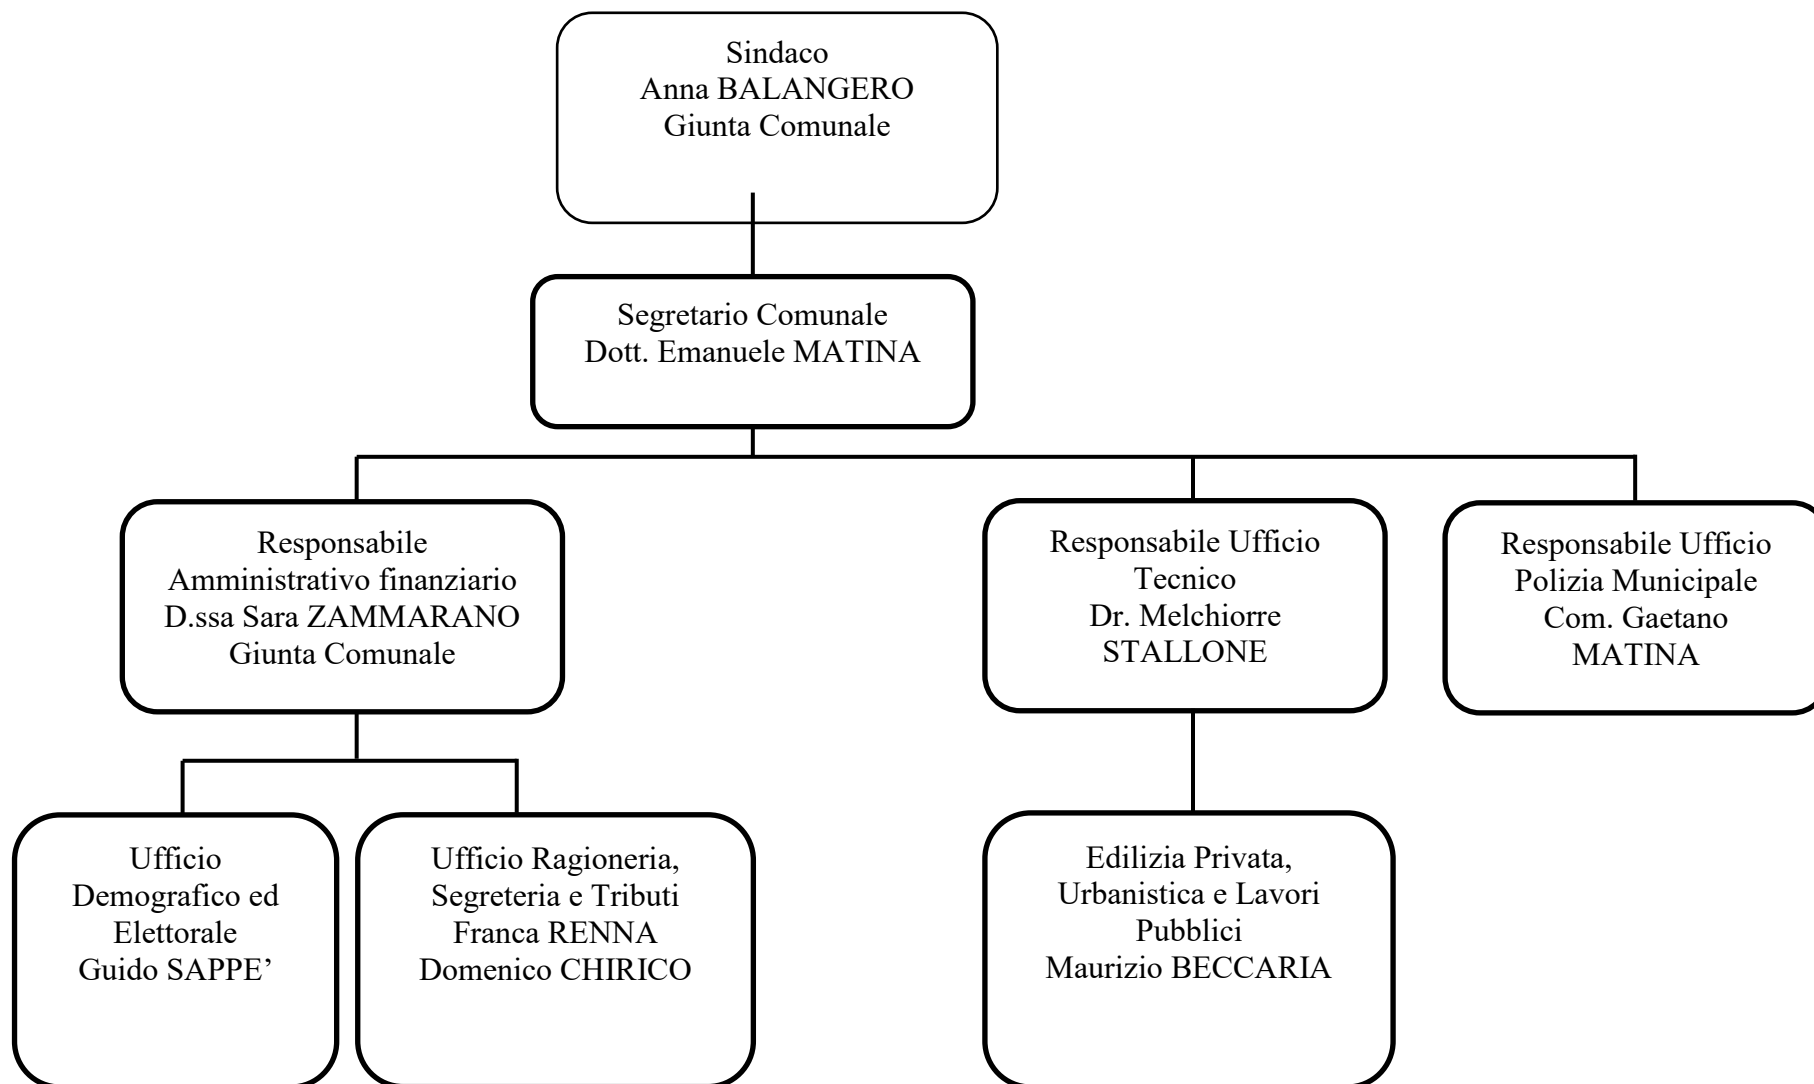 Sindaco
Anna BALANGERO
Giunta Comunale
Segretario Comunale
Dott. Emanuele MATINA
Responsabile
Amministrativo finanziario
D.ssa Sara ZAMMARANO
Giunta Comunale
Responsabile Ufficio
Tecnico
Dr. Melchiorre
STALLONE
Responsabile Ufficio
Polizia Municipale
Com. Gaetano
MATINA
Ufficio
Demografico ed
Elettorale
Guido SAPPE’
Ufficio Ragioneria,
Segreteria e Tributi
Franca RENNA
Domenico CHIRICO
Edilizia Privata,
Urbanistica e Lavori
Pubblici
Maurizio BECCARIA